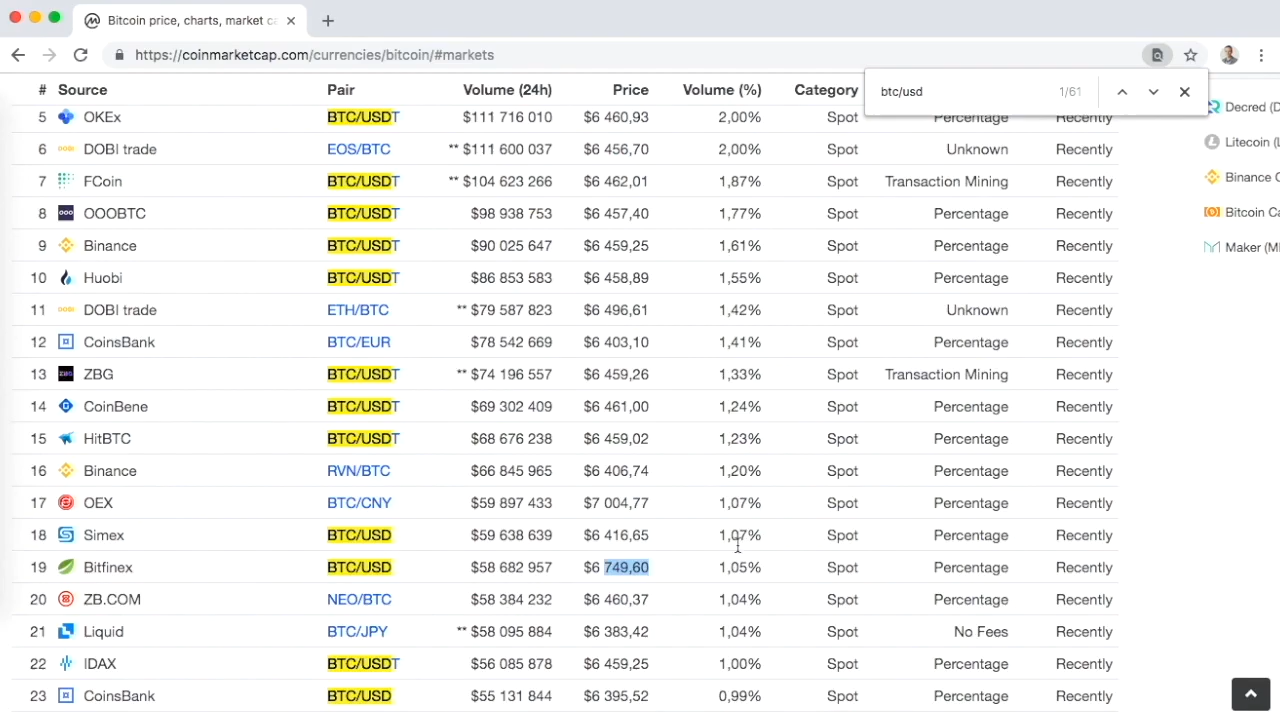 Bitcoin price, charts, market ca
https://coinmarketcap.com/currencies/bitcoin/#markets
btc/usd 1/61
# Source Pair Volume (24h) Price Volume (%) Category
5 OKEx BTC/USDT $111 716 010 $6 460,93 2,00% Spot Percentage Recently
6 DOBI trade EOS/BTC ** $111 600 037 $6 456,70 2,00% Spot Unknown Recently
7 FCoin BTC/USDT ** $104 623 266 $6 462,01 1,87% Spot Transaction Mining Recently
8 OOOBTC BTC/USDT $98 938 753 $6 457,40 1,77% Spot Percentage Recently
9 Binance BTC/USDT $90 025 647 $6 459,25 1,61% Spot Percentage Recently
10 Huobi BTC/USDT $86 853 583 $6 458,89 1,55% Spot Percentage Recently
11 DOBI trade ETH/BTC ** $79 587 823 $6 496,61 1,42% Spot Unknown Recently
12 CoinsBank BTC/EUR $78 542 669 $6 403,10 1,41% Spot Percentage Recently
13 ZBG BTC/USDT ** $74 196 557 $6 459,26 1,33% Spot Transaction Mining Recently
14 CoinBene BTC/USDT $69 302 409 $6 461,00 1,24% Spot Percentage Recently
15 HitBTC BTC/USDT $68 676 238 $6 459,02 1,23% Spot Percentage Recently
16 Binance RVN/BTC $66 845 965 $6 406,74 1,20% Spot Percentage Recently
17 OEX BTC/CNY $59 897 433 $7 004,77 1,07% Spot Percentage Recently
18 Simex BTC/USD $59 638 639 $6 416,65 1,07% Spot Percentage Recently
19 Bitfinex BTC/USD $58 682 957 $6 749,60 1,05% Spot Percentage Recently
20 ZB.COM NEO/BTC $58 384 232 $6 460,37 1,04% Spot Percentage Recently
21 Liquid BTC/JPY ** $58 095 884 $6 383,42 1,04% Spot No Fees Recently
22 IDAX BTC/USDT $56 085 878 $6 459,25 1,00% Spot Percentage Recently
23 CoinsBank BTC/USD $55 131 844 $6 395,52 0,99% Spot Percentage Recently
Decred (D
Litecoin (L
Binance C
Bitcoin Ca
Maker (M